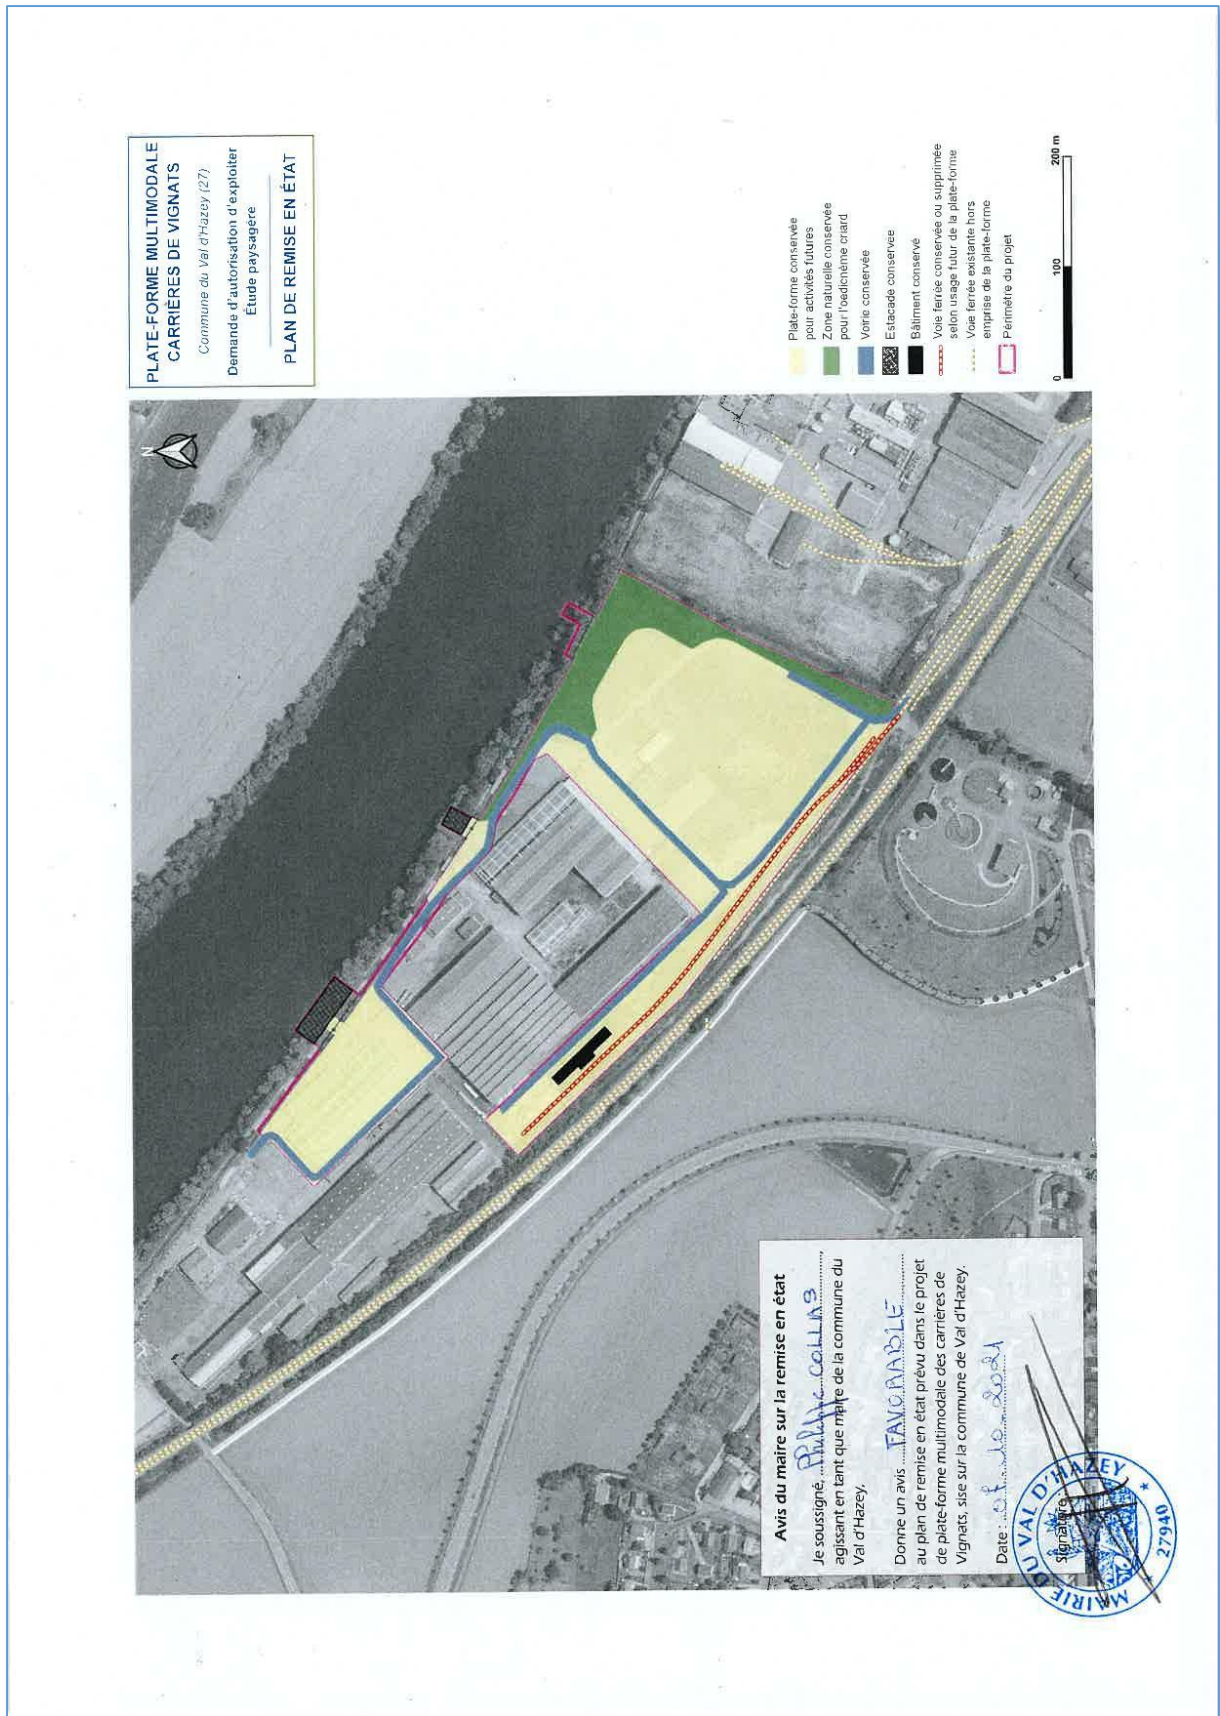 PLATE-FORME MULTIMODALE
CARRIÈRES DE VIGNATS
Commune du Val d'Hazey (27)
Demande d'autorisation d'exploiter
Étude paysagère
PLAN DE REMISE EN ÉTAT
N
Plate-forme conservée
pour activités futures
Zone naturelle conservée
pour l'oedicnème criard
Voirie conservée
Estacade conservée
Bâtiment conservé
Voie ferrée conservée ou supprimée
selon usage futur de la plate-forme
Voie ferrée existante hors
emprise de la plate-forme
Périmètre du projet
0 100 200 m
Avis du maire sur la remise en état
Je soussigné, Philippe COLLAS,
agissant en tant que maire de la commune du
Val d'Hazey,
Donne un avis FAVORABLE
au plan de remise en état prévu dans le projet
de plate-forme multimodale des carrières de
Vignats, sise sur la commune de Val d'Hazey.
Date : 10 2021
Signature :
MAIRIE DU VAL D'HAZEY
27940